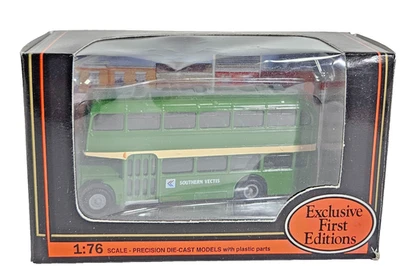 SOUTHERN VECTIS
Exclusive
First
Editions
1:76 SCALE - PRECISION DIE-CAST MODELS with plastic parts